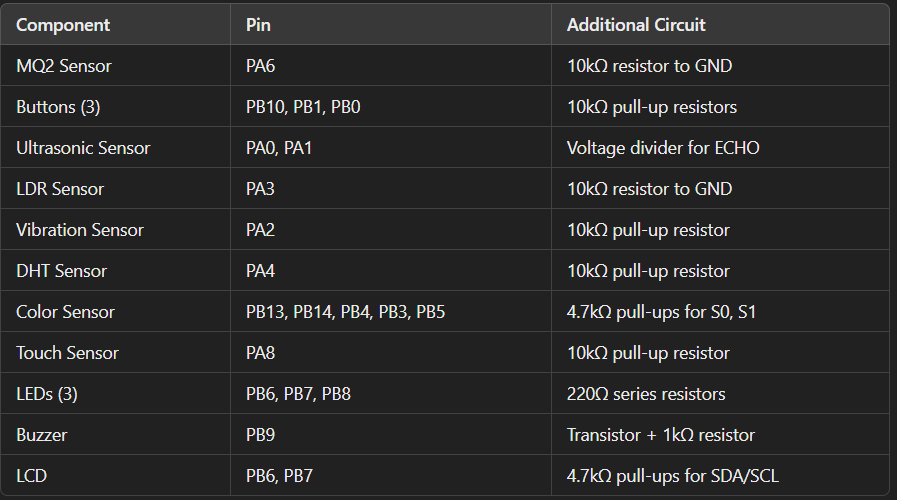 Component Pin Additional Circuit
MQ2 Sensor PA6 10kΩ resistor to GND
Buttons (3) PB10, PB1, PB0 10kΩ pull-up resistors
Ultrasonic Sensor PA0, PA1 Voltage divider for ECHO
LDR Sensor PA3 10kΩ resistor to GND
Vibration Sensor PA2 10kΩ pull-up resistor
DHT Sensor PA4 10kΩ pull-up resistor
Color Sensor PB13, PB14, PB4, PB3, PB5 4.7kΩ pull-ups for S0, S1
Touch Sensor PA8 10kΩ pull-up resistor
LEDs (3) PB6, PB7, PB8 220Ω series resistors
Buzzer PB9 Transistor + 1kΩ resistor
LCD PB6, PB7 4.7kΩ pull-ups for SDA/SCL